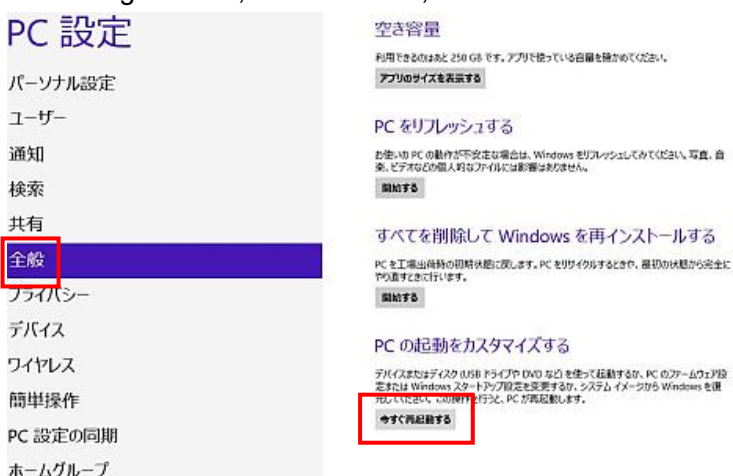 PC 設定
パーソナル設定
ユーザー
通知
検索
共有
全般
プライバシー
デバイス
ワイヤレス
簡単操作
PC 設定の同期
ホームグループ
空き容量
利用できるのはあと 250 GB です。アプリで使っている容量を確かめてください。
アプリのサイズを表示する
PC をリフレッシュする
お使いの PC の動作が不安定な場合は、Windows をリフレッシュしてみてください。写真、音
楽、ビデオなどの個人的なファイルには影響はありません。
開始する
すべてを削除して Windows を再インストールする
PC を工場出荷時の初期状態に戻します。PC をリサイクルするときや、最初の状態から完全に
やり直すときに行います。
開始する
PC の起動をカスタマイズする
デバイスまたはディスク (USB ドライブや DVD など) を使って起動するか、PC のファームウェア設
定または Windows スタートアップ設定を変更するか、システム イメージから Windows を復
元してください。この操作を行うと、PC が再起動します。
今すぐ再起動する